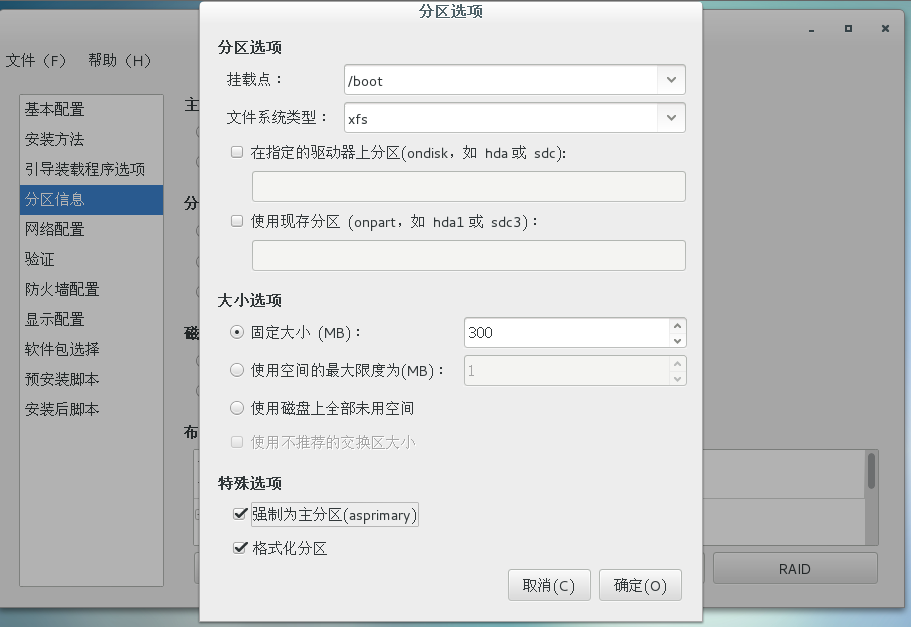 分区选项
文件（F） 帮助（H）
基本配置
安装方法
引导装载程序选项
分区信息
网络配置
验证
防火墙配置
显示配置
软件包选择
预安装脚本
安装后脚本
主
分
磁
布
RAID
分区选项
挂载点：
/boot
文件系统类型：
xfs
在指定的驱动器上分区(ondisk，如 hda 或 sdc):
使用现存分区 (onpart，如 hda1 或 sdc3)：
大小选项
固定大小 (MB)：
300
使用空间的最大限度为(MB)：
1
使用磁盘上全部未用空间
使用不推荐的交换区大小
特殊选项
强制为主分区(asprimary)
格式化分区
取消(C)
确定(O)